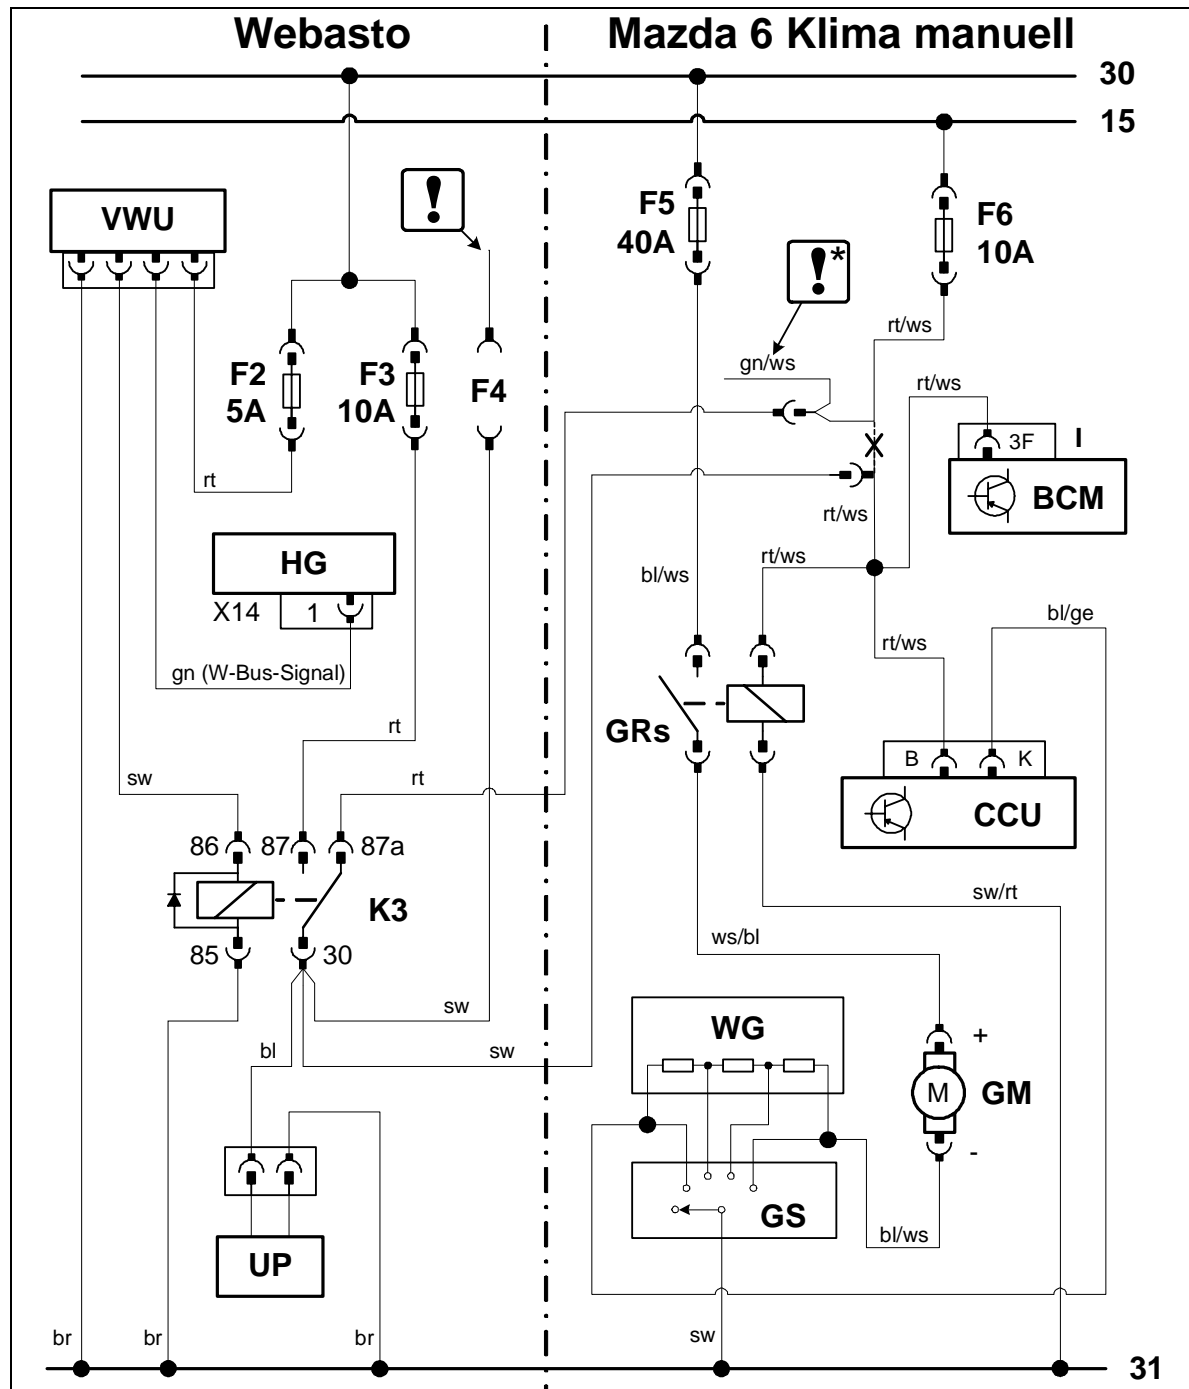 Webasto
Mazda 6 Klima manuell
30
15
VWU
!
F5
40A
F6
10A
!*
rt/ws
gn/ws
rt/ws
F2
5A
F3
10A
F4
3F
I
BCM
rt
rt/ws
HG
X14
1
bl/ws
rt/ws
bl/ge
rt/ws
gn (W-Bus-Signal)
GRs
rt
rt
sw
B
K
CCU
86
87
87a
K3
sw/rt
85
30
ws/bl
sw
sw
bl
WG
+
M
GM
-
GS
bl/ws
UP
br
br
br
sw
31